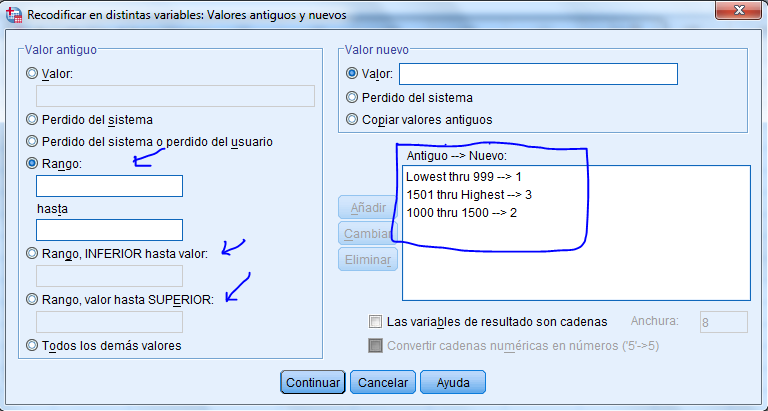 Recodificar en distintas variables: Valores antiguos y nuevos
Valor antiguo
Valor:
Perdido del sistema
Perdido del sistema o perdido del usuario
Rango:
hasta
Rango, INFERIOR hasta valor:
Rango, valor hasta SUPERIOR:
Todos los demás valores
Valor nuevo
Valor:
Perdido del sistema
Copiar valores antiguos
Antiguo --> Nuevo:
Lowest thru 999 --> 1
1501 thru Highest --> 3
1000 thru 1500 --> 2
Añadir
Cambiar
Eliminar
Las variables de resultado son cadenas
Anchura:
8
Convertir cadenas numéricas en números ('5'->5)
Continuar
Cancelar
Ayuda